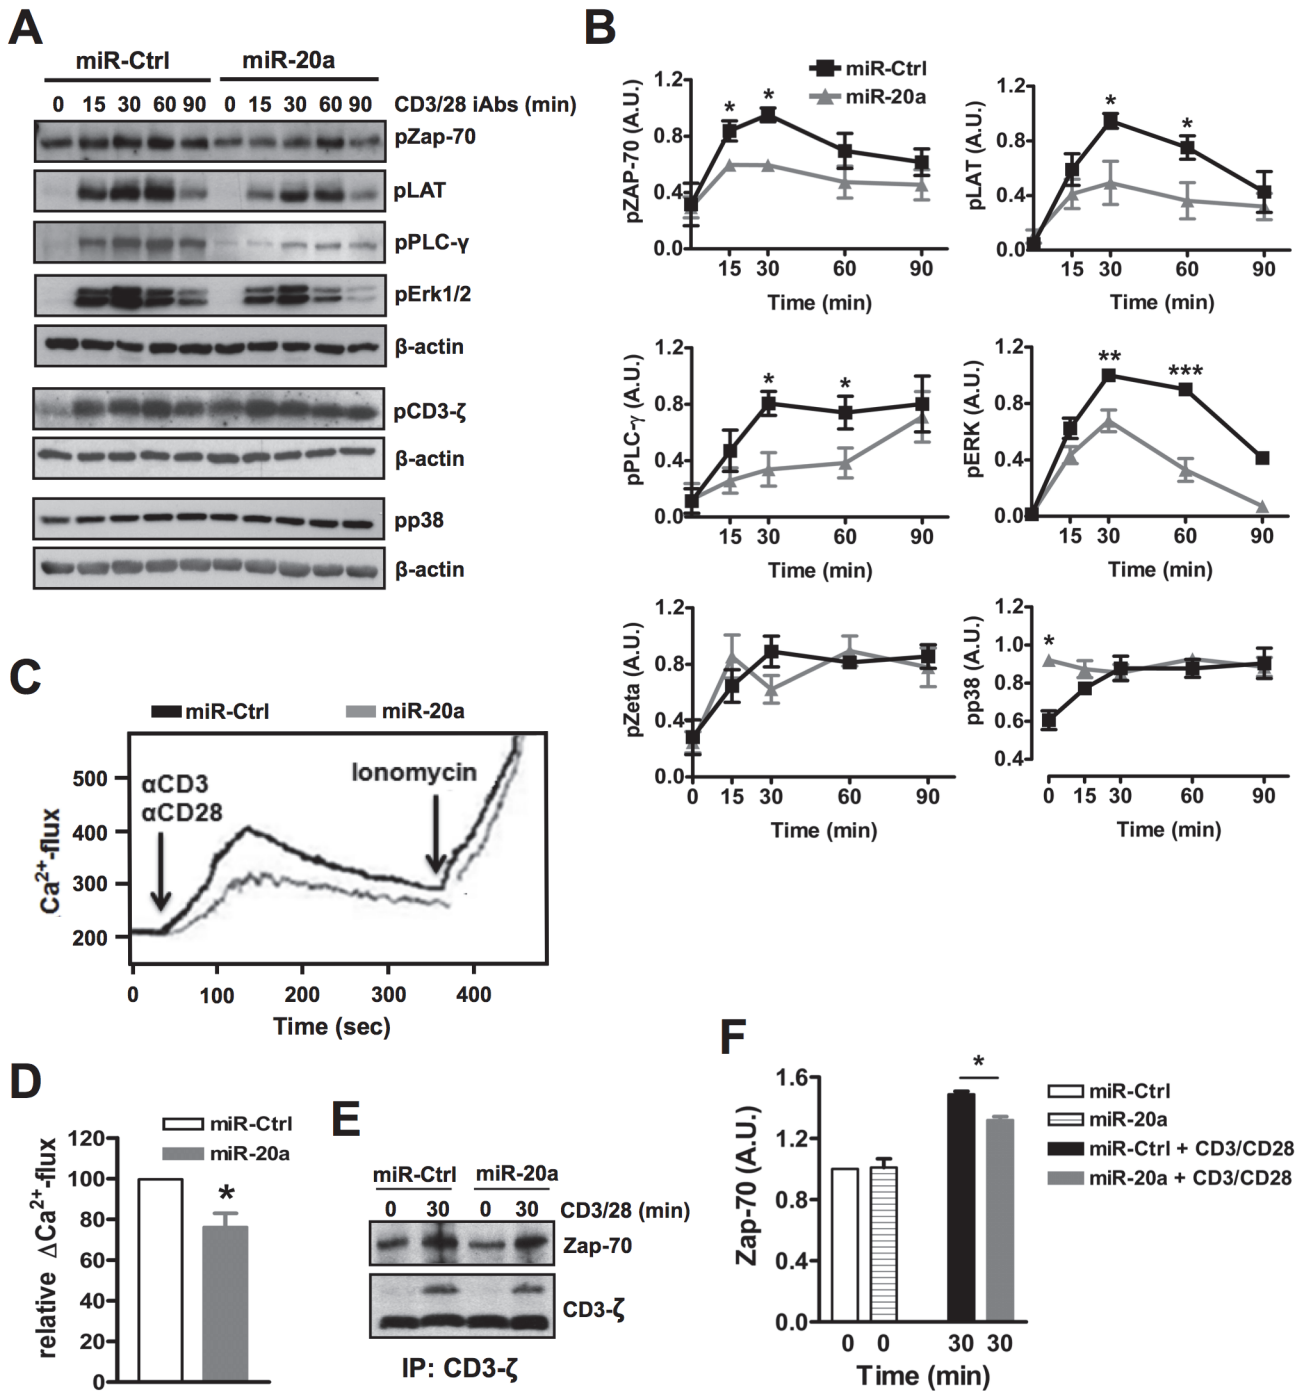 A
miR-Ctrl miR-20a
0 15 30 60 90 0 15 30 60 90 CD3/28 iAbs (min)
pZap-70
pLAT
pPLC-γ
pErk1/2
β-actin
pCD3-ζ
β-actin
pp38
β-actin
B
miR-Ctrl
miR-20a
pZAP-70 (A.U.)
1.2
0.8
0.4
0.0
* *
15 30 60 90
Time (min)
pLAT (A.U.)
1.2
0.8
0.4
0.0
* *
15 30 60 90
Time (min)
pPLC-γ (A.U.)
1.2
0.8
0.4
0.0
* *
15 30 60 90
Time (min)
pERK (A.U.)
1.2
0.8
0.4
0.0
** ***
15 30 60 90
Time (min)
pZeta (A.U.)
1.2
0.8
0.4
0.0
0 15 30 60 90
Time (min)
pp38 (A.U.)
1.2
1.0
0.8
0.6
0.4
*
0 15 30 60 90
Time (min)
C
miR-Ctrl miR-20a
Ca2+-flux
500
400
300
200
αCD3
αCD28
Ionomycin
0 100 200 300 400
Time (sec)
D
miR-Ctrl
miR-20a
relative ΔCa2+-flux
120
100
80
60
40
20
0
*
E
miR-Ctrl miR-20a
0 30 0 30 CD3/28 (min)
Zap-70
CD3-ζ
IP: CD3-ζ
F
Zap-70 (A.U.)
1.6
1.2
0.8
0.4
0.0
*
0 0 30 30
Time (min)
miR-Ctrl
miR-20a
miR-Ctrl + CD3/CD28
miR-20a + CD3/CD28